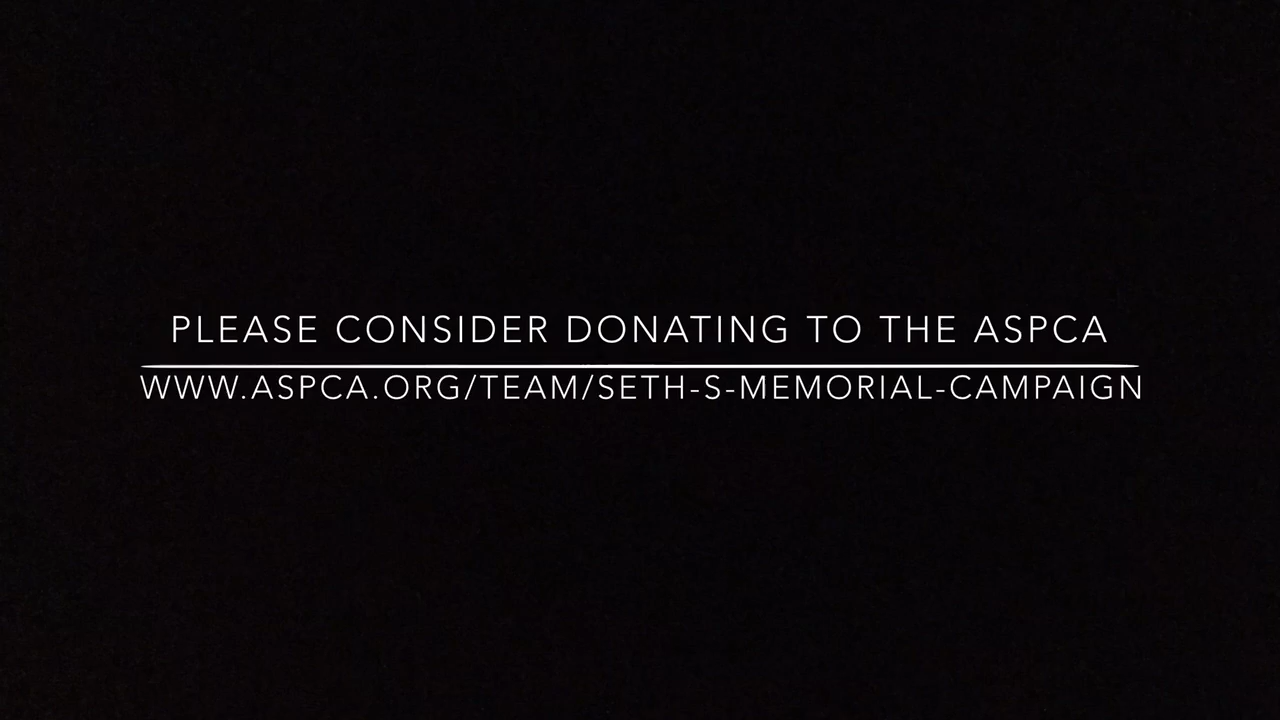 PLEASE CONSIDER DONATING TO THE ASPCA
WWW.ASPCA.ORG/TEAM/SETH-S-MEMORIAL-CAMPAIGN